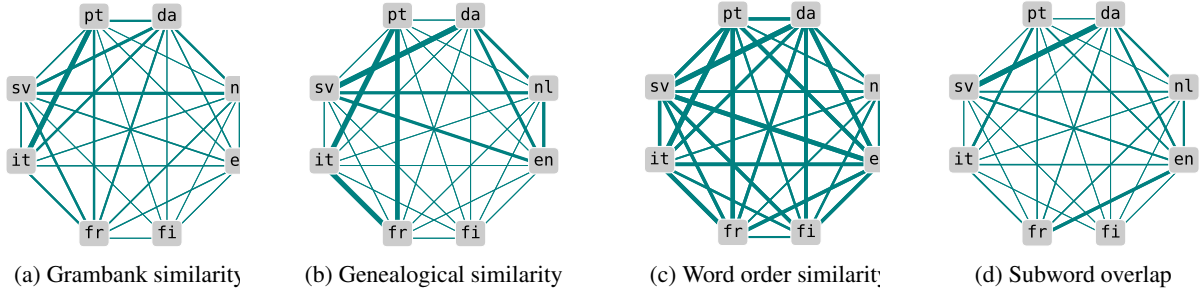 pt da
sv n
it e
fr fi
(a) Grambank similarity
pt da
sv nl
it en
fr fi
(b) Genealogical similarity
pt da
sv n
it e
fr fi
(c) Word order similarity
pt da
sv nl
it en
fr fi
(d) Subword overlap